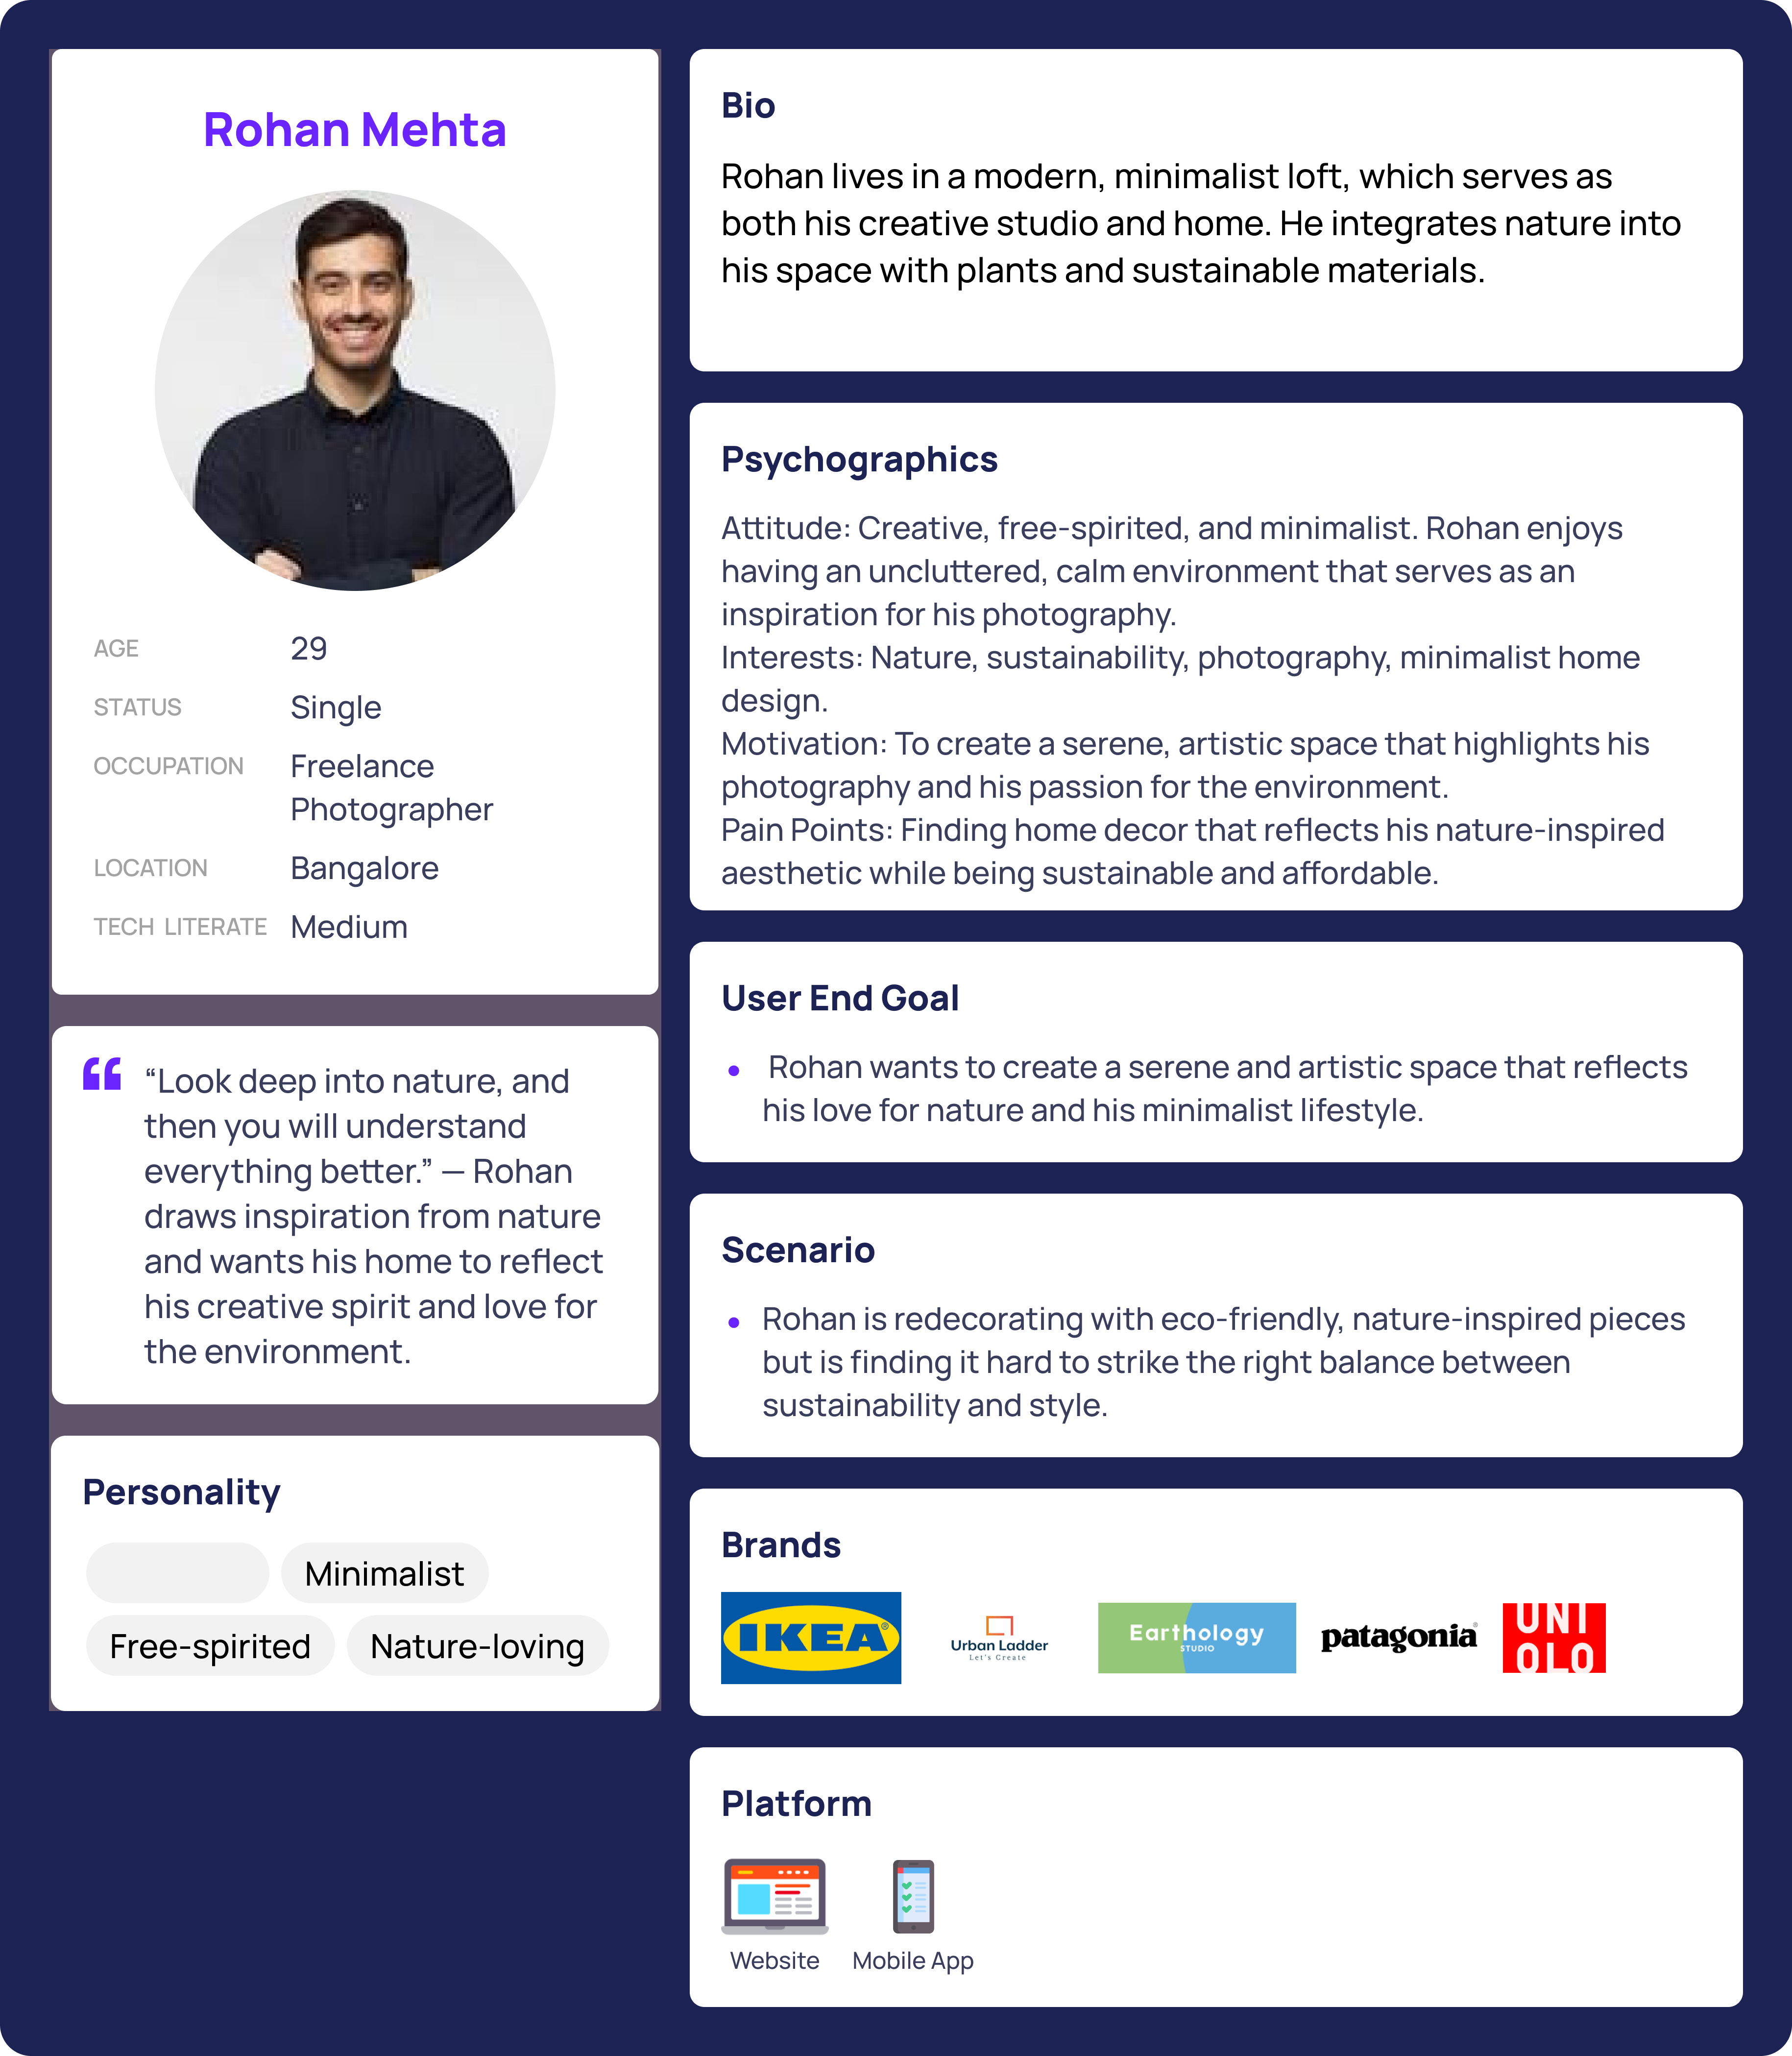 Rohan Mehta
AGE 29
STATUS Single
OCCUPATION Freelance
Photographer
LOCATION Bangalore
TECH LITERATE Medium
“Look deep into nature, and
then you will understand
everything better.” — Rohan
draws inspiration from nature
and wants his home to reflect
his creative spirit and love for
the environment.
Personality
Minimalist
Free-spirited Nature-loving
Bio
Rohan lives in a modern, minimalist loft, which serves as
both his creative studio and home. He integrates nature into
his space with plants and sustainable materials.
Psychographics
Attitude: Creative, free-spirited, and minimalist. Rohan enjoys
having an uncluttered, calm environment that serves as an
inspiration for his photography.
Interests: Nature, sustainability, photography, minimalist home
design.
Motivation: To create a serene, artistic space that highlights his
photography and his passion for the environment.
Pain Points: Finding home decor that reflects his nature-inspired
aesthetic while being sustainable and affordable.
User End Goal
• Rohan wants to create a serene and artistic space that reflects
his love for nature and his minimalist lifestyle.
Scenario
• Rohan is redecorating with eco-friendly, nature-inspired pieces
but is finding it hard to strike the right balance between
sustainability and style.
Brands
IKEA®
Urban Ladder
Let's Create
Earthology
STUDIO
patagonia®
UNI
QLO
Platform
Website Mobile App